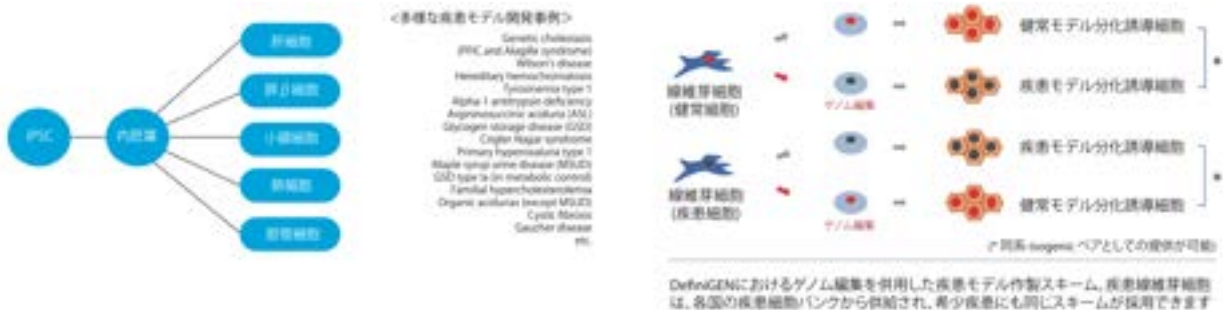 iPSC
内胚葉
肝細胞
膵β細胞
小腸細胞
肺細胞
胆管細胞
<多様な疾患モデル開発事例>
Genetic cholestasis
(PFIC and Alagille syndrome)
Wilson's disease
Hereditary hemochromatosis
Tyrosinemia type 1
Alpha-1 antitrypsin deficiency
Argininosuccinic aciduria (ASL)
Glycogen storage disease (GSD)
Crigler Najjar syndrome
Primary hyperoxaluria type 1
Maple syrup urine disease (MSUD)
GSD type Ia (in metabolic control)
Familial hypercholesterolemia
Organic acidurias (except MSUD)
Cystic fibrosis
Gaucher disease
etc.
線維芽細胞
(健常細胞)
ゲノム編集
健常モデル分化誘導細胞
疾患モデル分化誘導細胞
*
線維芽細胞
(疾患細胞)
ゲノム編集
疾患モデル分化誘導細胞
健常モデル分化誘導細胞
*
(* 同系 isogenic ペアとしての提供が可能)
DefiniGENにおけるゲノム編集を併用した疾患モデル作製スキーム。疾患線維芽細胞
は、各国の疾患細胞バンクから供給され、希少疾患にも同じスキームが採用できます